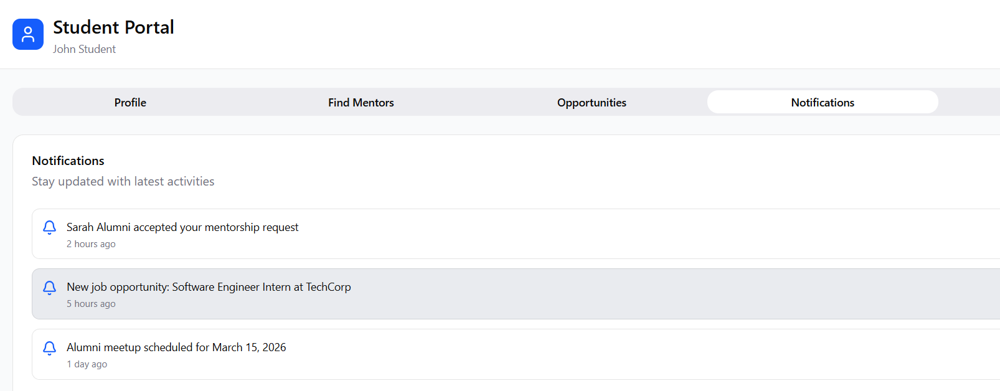 Student Portal
John Student
Profile
Find Mentors
Opportunities
Notifications
Notifications
Stay updated with latest activities
Sarah Alumni accepted your mentorship request
2 hours ago
New job opportunity: Software Engineer Intern at TechCorp
5 hours ago
Alumni meetup scheduled for March 15, 2026
1 day ago